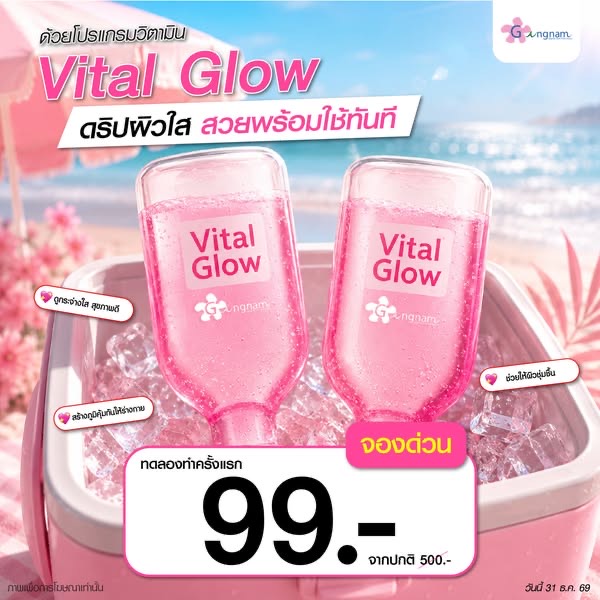 Gingnam
ด้วยโปรแกรมวิตามิน
Vital Glow
ดริปผิวใส สวยพร้อมใช้ทันที
Vital
Glow
Gingnam
Vital
Glow
Gingnam
ดูกระจ่างใส สุขภาพดี
ช่วยให้ผิวชุ่มชื้น
สร้างภูมิคุ้มกันให้ร่างกาย
จองด่วน
ทดลองทำครั้งแรก
99.-
จากปกติ 500.-
ภาพเพื่อการโฆษณาเท่านั้น
วันนี้ 31 ธ.ค. 69